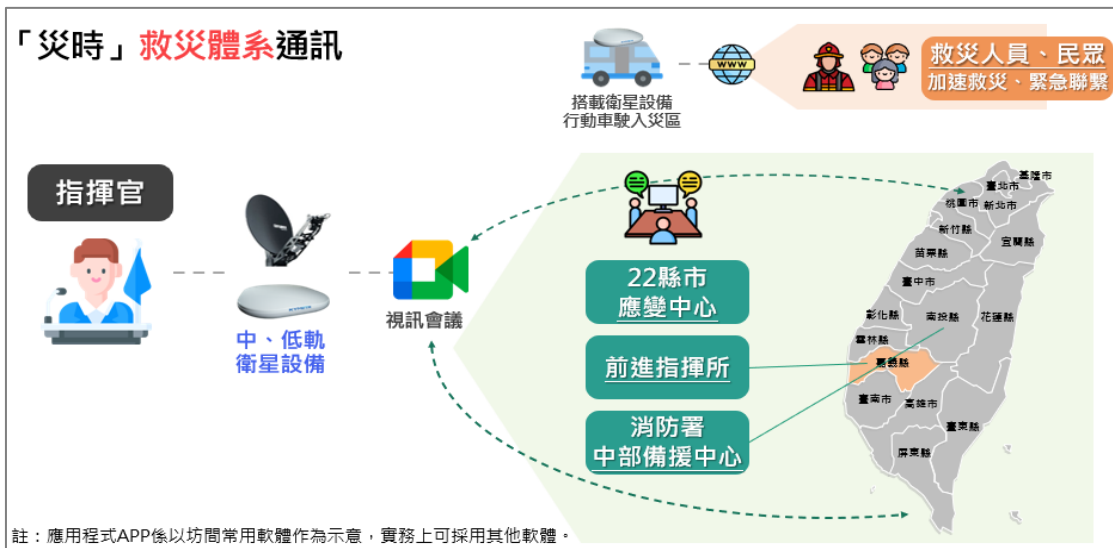 「災時」救災體系通訊
搭載衛星設備
行動車駛入災區
WWW
救災人員、民眾
加速救災、緊急聯繫
指揮官
中、低軌
衛星設備
視訊會議
22縣市
應變中心
前進指揮所
消防署
中部備援中心
基隆市
臺北市
桃園市
新北市
新竹縣
宜蘭縣
苗栗縣
臺中市
彰化縣
南投縣
花蓮縣
雲林縣
嘉義縣
臺南市
高雄市
臺東縣
屏東縣
註：應用程式APP係以坊間常用軟體作為示意，實務上可採用其他軟體。